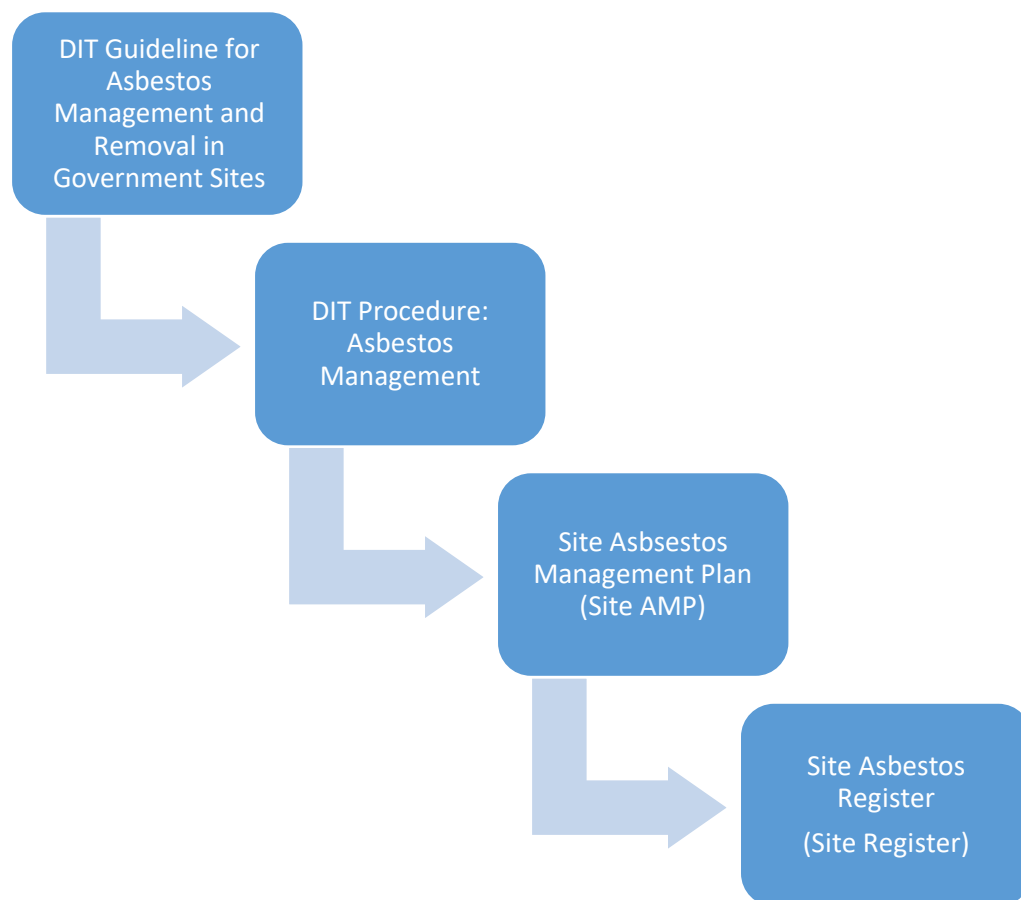 DIT Guideline for
Asbestos
Management and
Removal in
Government Sites
DIT Procedure:
Asbestos
Management
Site Asbsestos
Management Plan
(Site AMP)
Site Asbestos
Register
(Site Register)